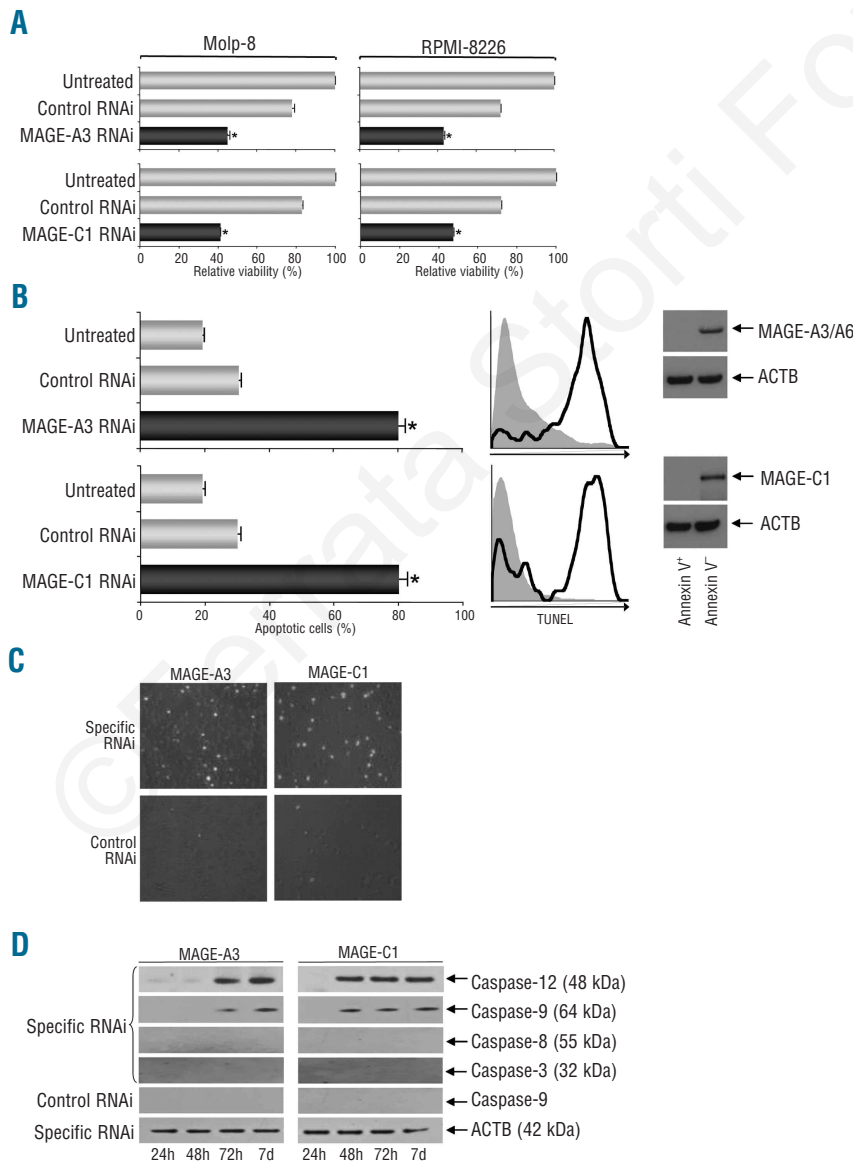 A
Molp-8 RPMI-8226
Untreated
Control RNAi
MAGE-A3 RNAi * *
Untreated
Control RNAi
MAGE-C1 RNAi * *
0 20 40 60 80 100 0 20 40 60 80 100
Relative viability (%) Relative viability (%)
B
Untreated
Control RNAi
MAGE-A3 RNAi *
Untreated
Control RNAi
MAGE-C1 RNAi *
0 20 40 60 80 100
Apoptotic cells (%)
TUNEL
MAGE-A3/A6
ACTB
MAGE-C1
ACTB
Annexin V+
Annexin V−
C
MAGE-A3 MAGE-C1
Specific
RNAi
Control
RNAi
D
MAGE-A3 MAGE-C1
Specific RNAi
Caspase-12 (48 kDa)
Caspase-9 (64 kDa)
Caspase-8 (55 kDa)
Caspase-3 (32 kDa)
Control RNAi Caspase-9
Specific RNAi ACTB (42 kDa)
24h 48h 72h 7d 24h 48h 72h 7d
©Ferrata Storti Fo